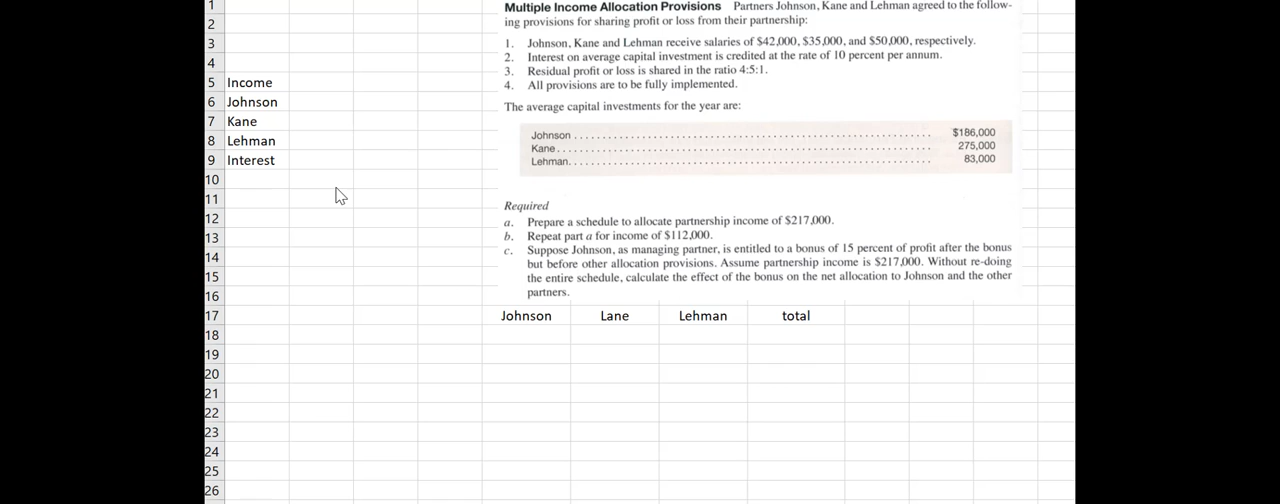 1
Multiple Income Allocation Provisions Partners Johnson, Kane and Lehman agreed to the follow-
2
ing provisions for sharing profit or loss from their partnership:
3
1. Johnson, Kane and Lehman receive salaries of $42,000, $35,000, and $50,000, respectively.
2. Interest on average capital investment is credited at the rate of 10 percent per annum.
4
3. Residual profit or loss is shared in the ratio 4:5:1.
5 Income
4. All provisions are to be fully implemented.
6 Johnson
The average capital investments for the year are:
7 Kane
Johnson . . . . . $186,000
8 Lehman
Kane . . . . . 275,000
9 Interest
Lehman . . . . . 83,000
10
11
Required
12
a. Prepare a schedule to allocate partnership income of $217,000.
13
b. Repeat part a for income of $112,000.
14
c. Suppose Johnson, as managing partner, is entitled to a bonus of 15 percent of profit after the bonus
but before other allocation provisions. Assume partnership income is $217,000. Without re-doing
15
the entire schedule, calculate the effect of the bonus on the net allocation to Johnson and the other
16
partners.
17 Johnson Lane Lehman total
18
19
20
21
22
23
24
25
26